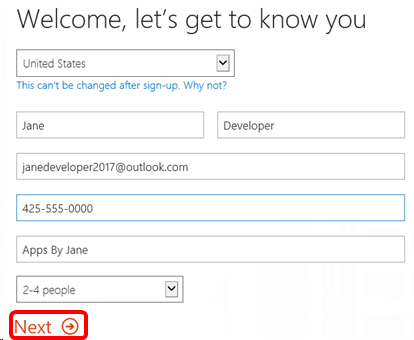 Welcome, let's get to know you
United States
This can't be changed after sign-up. Why not?
Jane Developer
janedeveloper2017@outlook.com
425-555-0000
Apps By Jane
2-4 people
Next